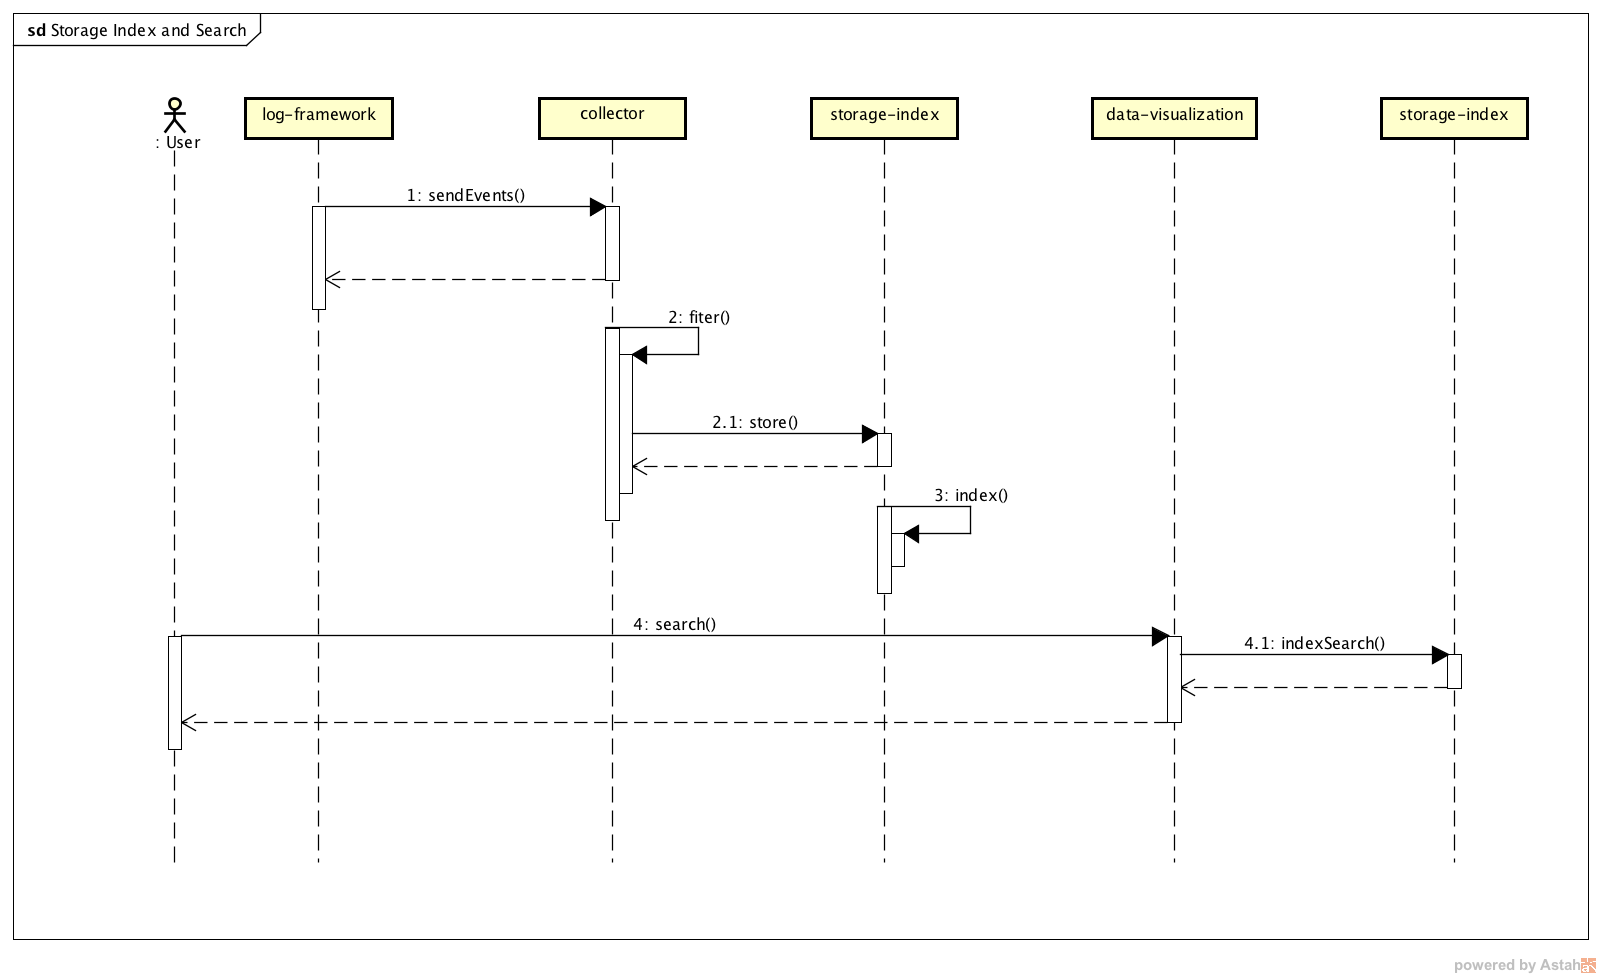 sd Storage Index and Search
: User
log-framework
collector
storage-index
data-visualization
storage-index
1: sendEvents()
2: fiter()
2.1: store()
3: index()
4: search()
4.1: indexSearch()
powered by Astah